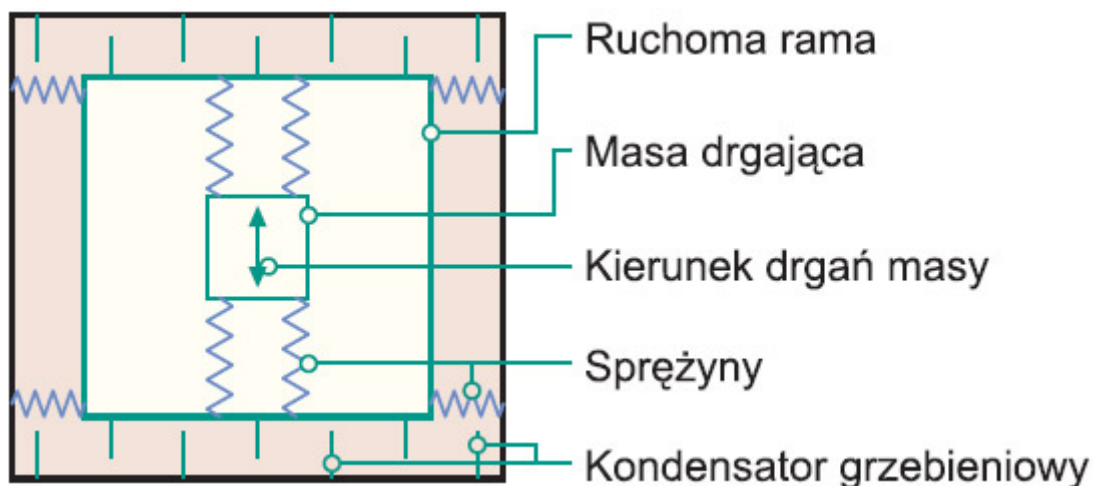 Ruchoma rama
Masa drgająca
Kierunek drgań masy
Sprężyny
Kondensator grzebieniowy